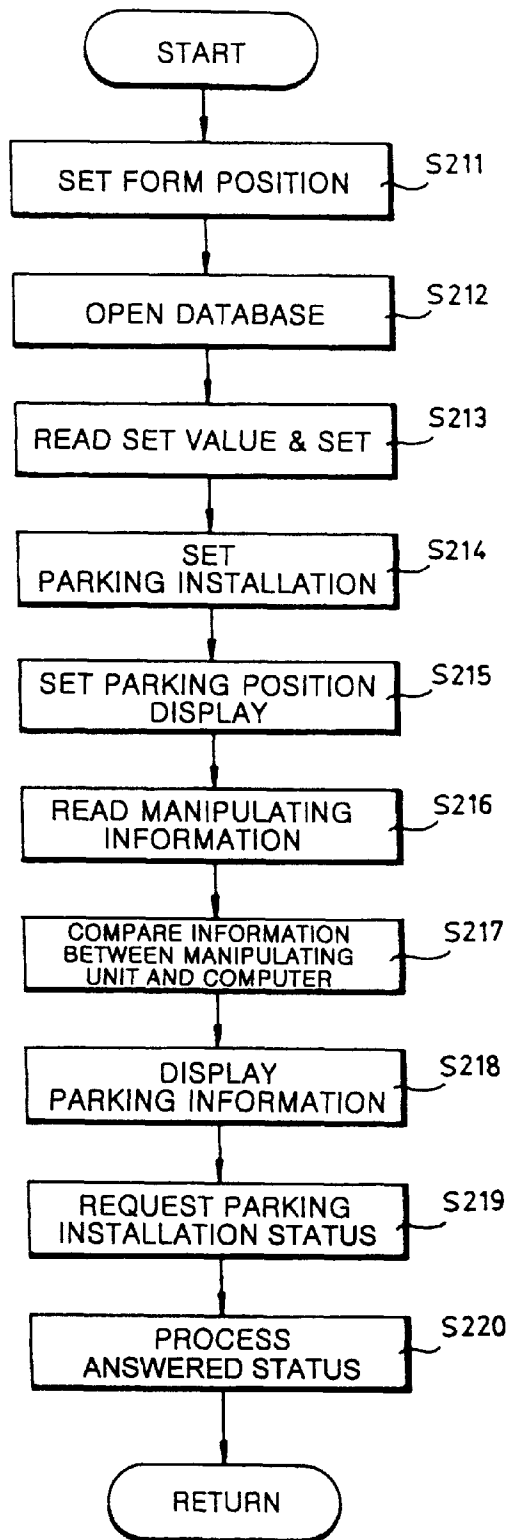 START
SET FORM POSITION
S211
OPEN DATABASE
S212
READ SET VALUE & SET
S213
SET
PARKING INSTALLATION
S214
SET PARKING POSITION
DISPLAY
S215
READ MANIPULATING
INFORMATION
S216
COMPARE INFORMATION
BETWEEN MANIPULATING
UNIT AND COMPUTER
S217
DISPLAY
PARKING INFORMATION
S218
REQUEST PARKING
INSTALLATION STATUS
S219
PROCESS
ANSWERED STATUS
S220
RETURN